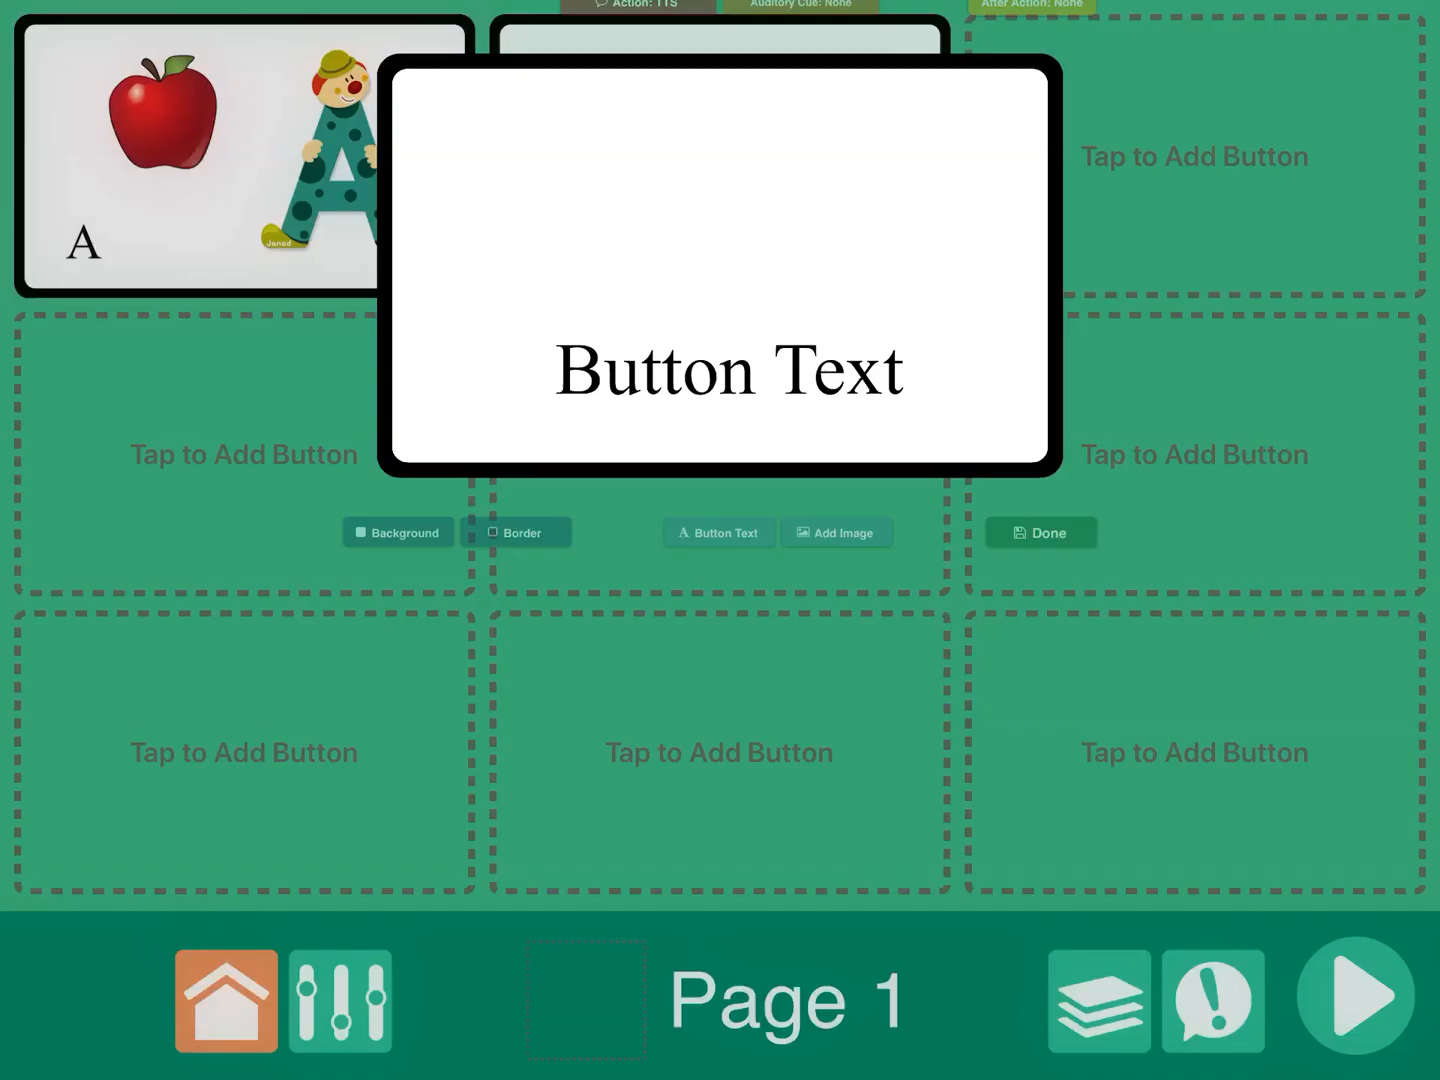 Action: TTS
Auditory Cue: None
After Action: None
Janod
A
Button Text
Tap to Add Button
Tap to Add Button
Tap to Add Button
Background
Border
Button Text
Add Image
Done
Tap to Add Button
Tap to Add Button
Tap to Add Button
Page 1